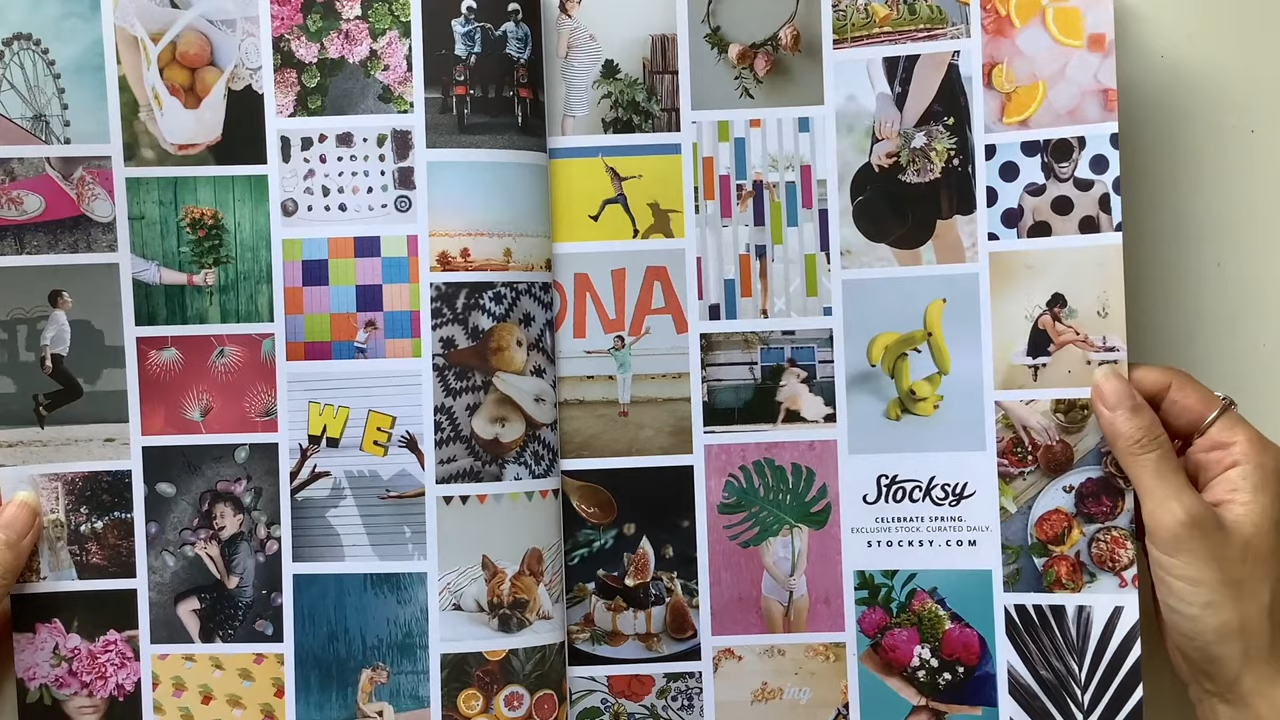 ONA
WE
Stocksy
CELEBRATE SPRING.
EXCLUSIVE STOCK. CURATED DAILY.
STOCKSY.COM
Spring